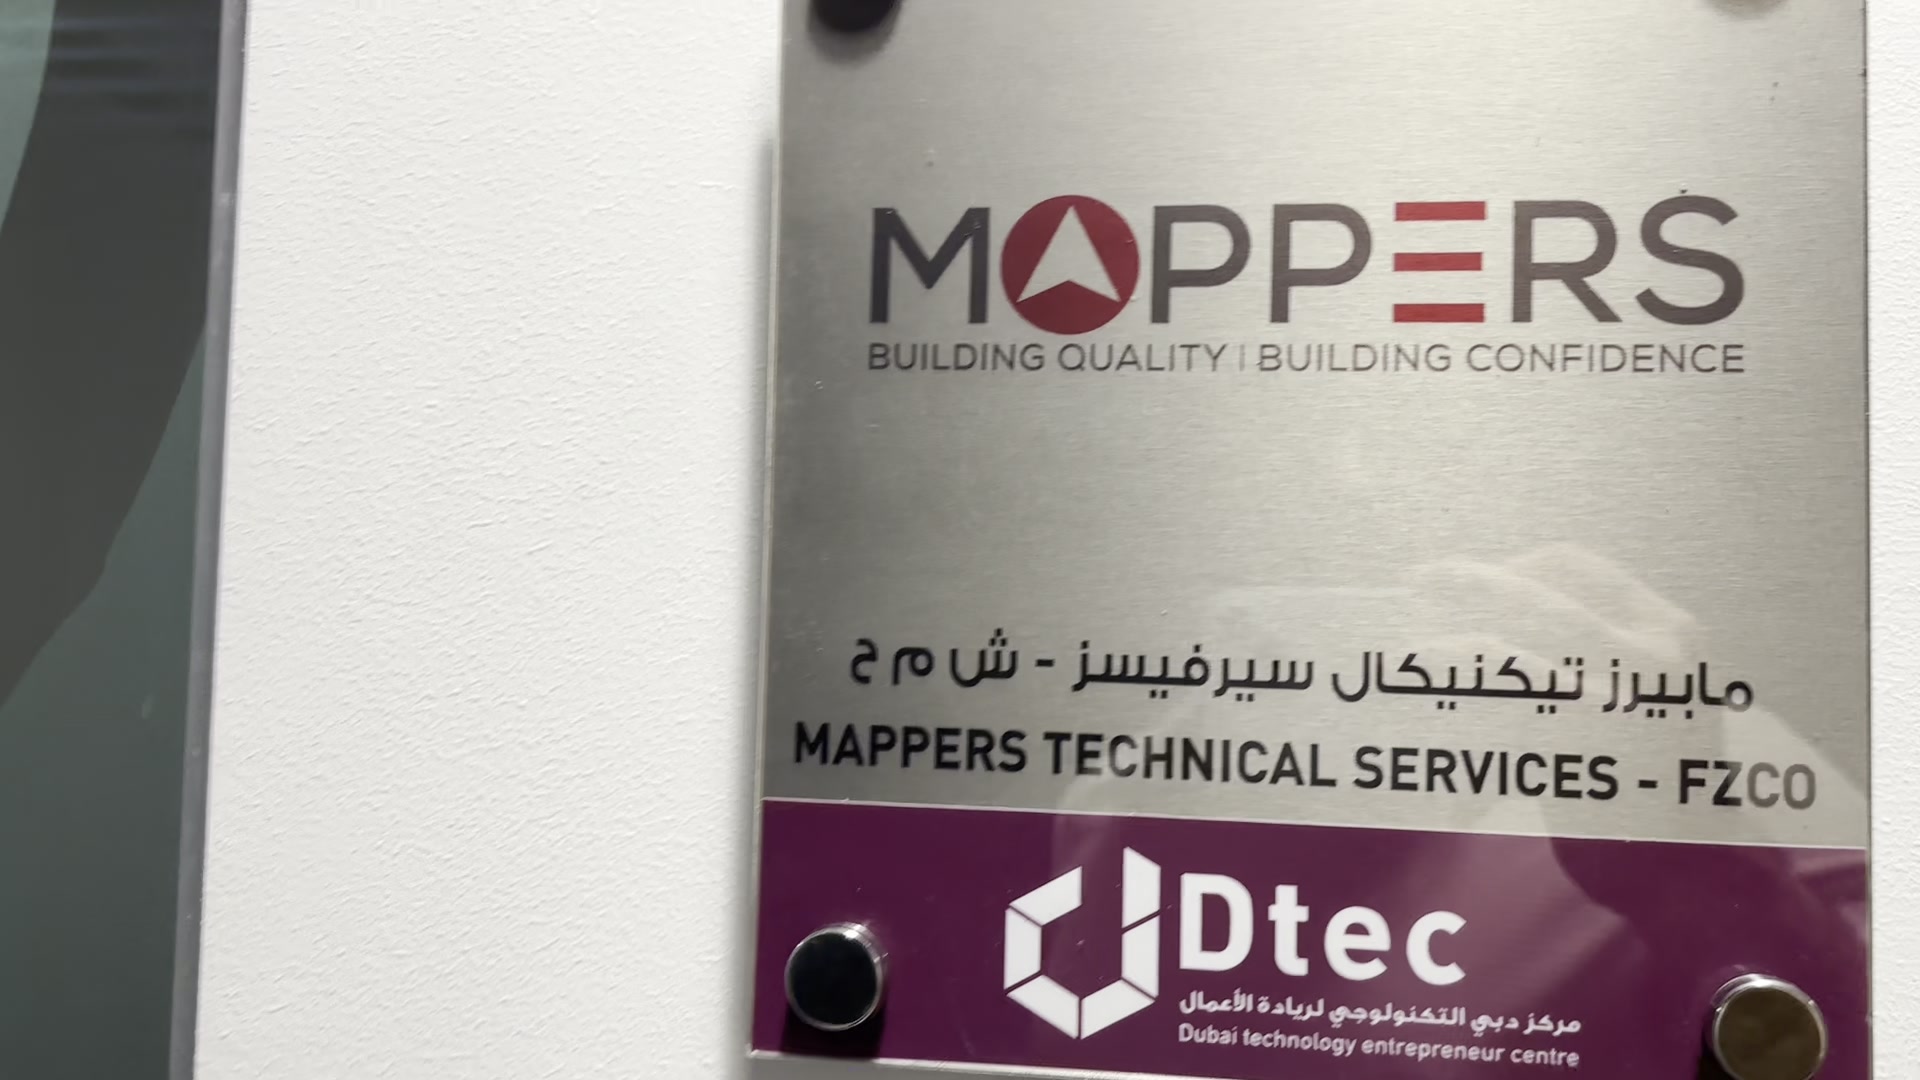 MAPPERS
BUILDING QUALITY | BUILDING CONFIDENCE
مابيرز تيكنيكال سيرفيسز - ش م ح
MAPPERS TECHNICAL SERVICES - FZCO
Dtec
مركز دبي التكنولوجي لريادة الأعمال
Dubai technology entrepreneur centre